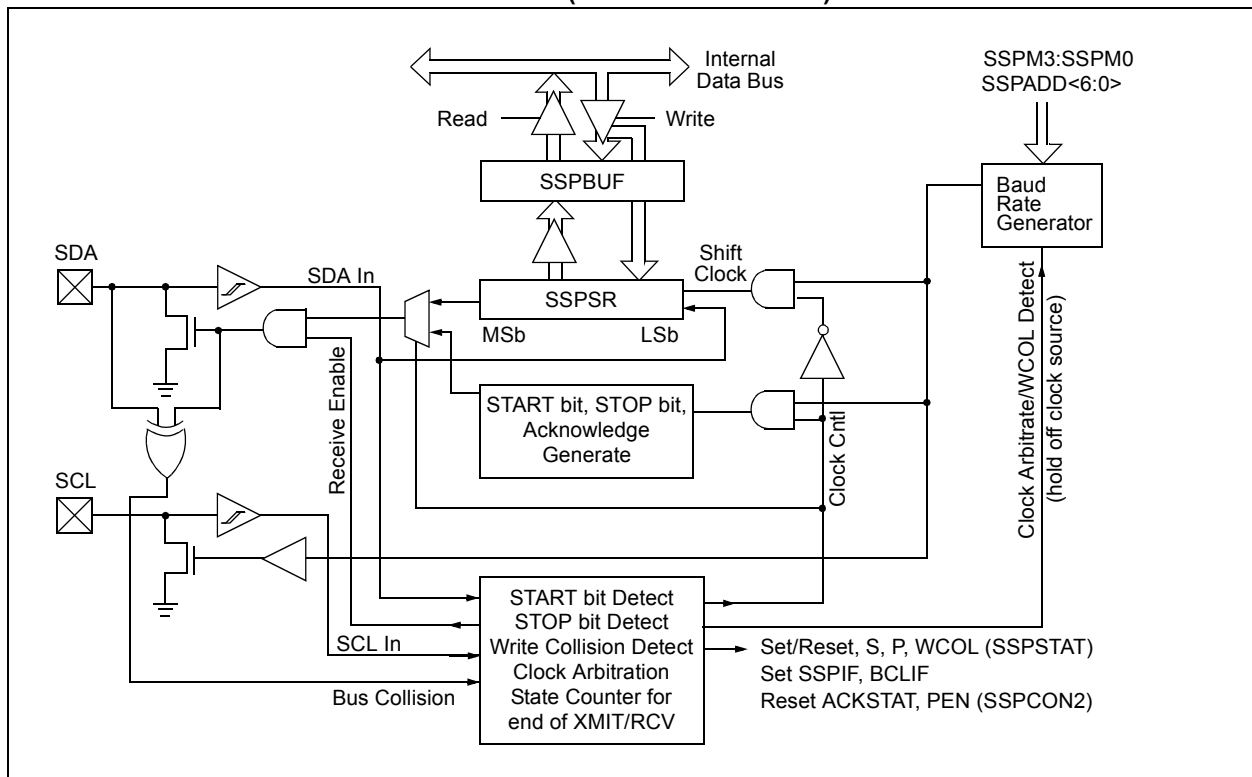 Internal
Data Bus
SSPM3:SSPM0
SSPADD<6:0>
Read
Write
SSPBUF
Baud
Rate
Generator
SDA
SDA In
Shift
Clock
SSPSR
MSb
LSb
START bit, STOP bit,
Acknowledge
Generate
Receive Enable
Clock Cntl
Clock Arbitrate/WCOL Detect
(hold off clock source)
SCL
SCL In
Bus Collision
START bit Detect
STOP bit Detect
Write Collision Detect
Clock Arbitration
State Counter for
end of XMIT/RCV
Set/Reset, S, P, WCOL (SSPSTAT)
Set SSPIF, BCLIF
Reset ACKSTAT, PEN (SSPCON2)